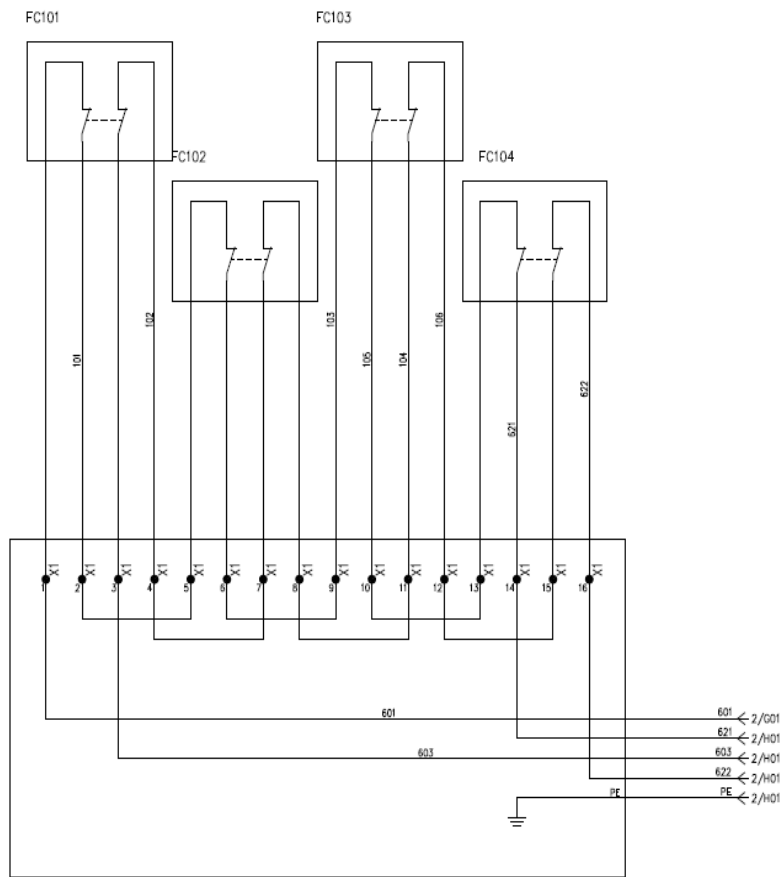 FC101
FC103
FC102
FC104
101
102
103
105
104
106
621
622
X1 X1 X1 X1 X1 X1 X1 X1 X1 X1 X1 X1 X1 X1 X1 X1
1 2 3 4 5 6 7 8 9 10 11 12 13 14 15 16
601 601 2/G01
621 2/H01
603 603 2/H01
622 2/H01
PE PE 2/H01